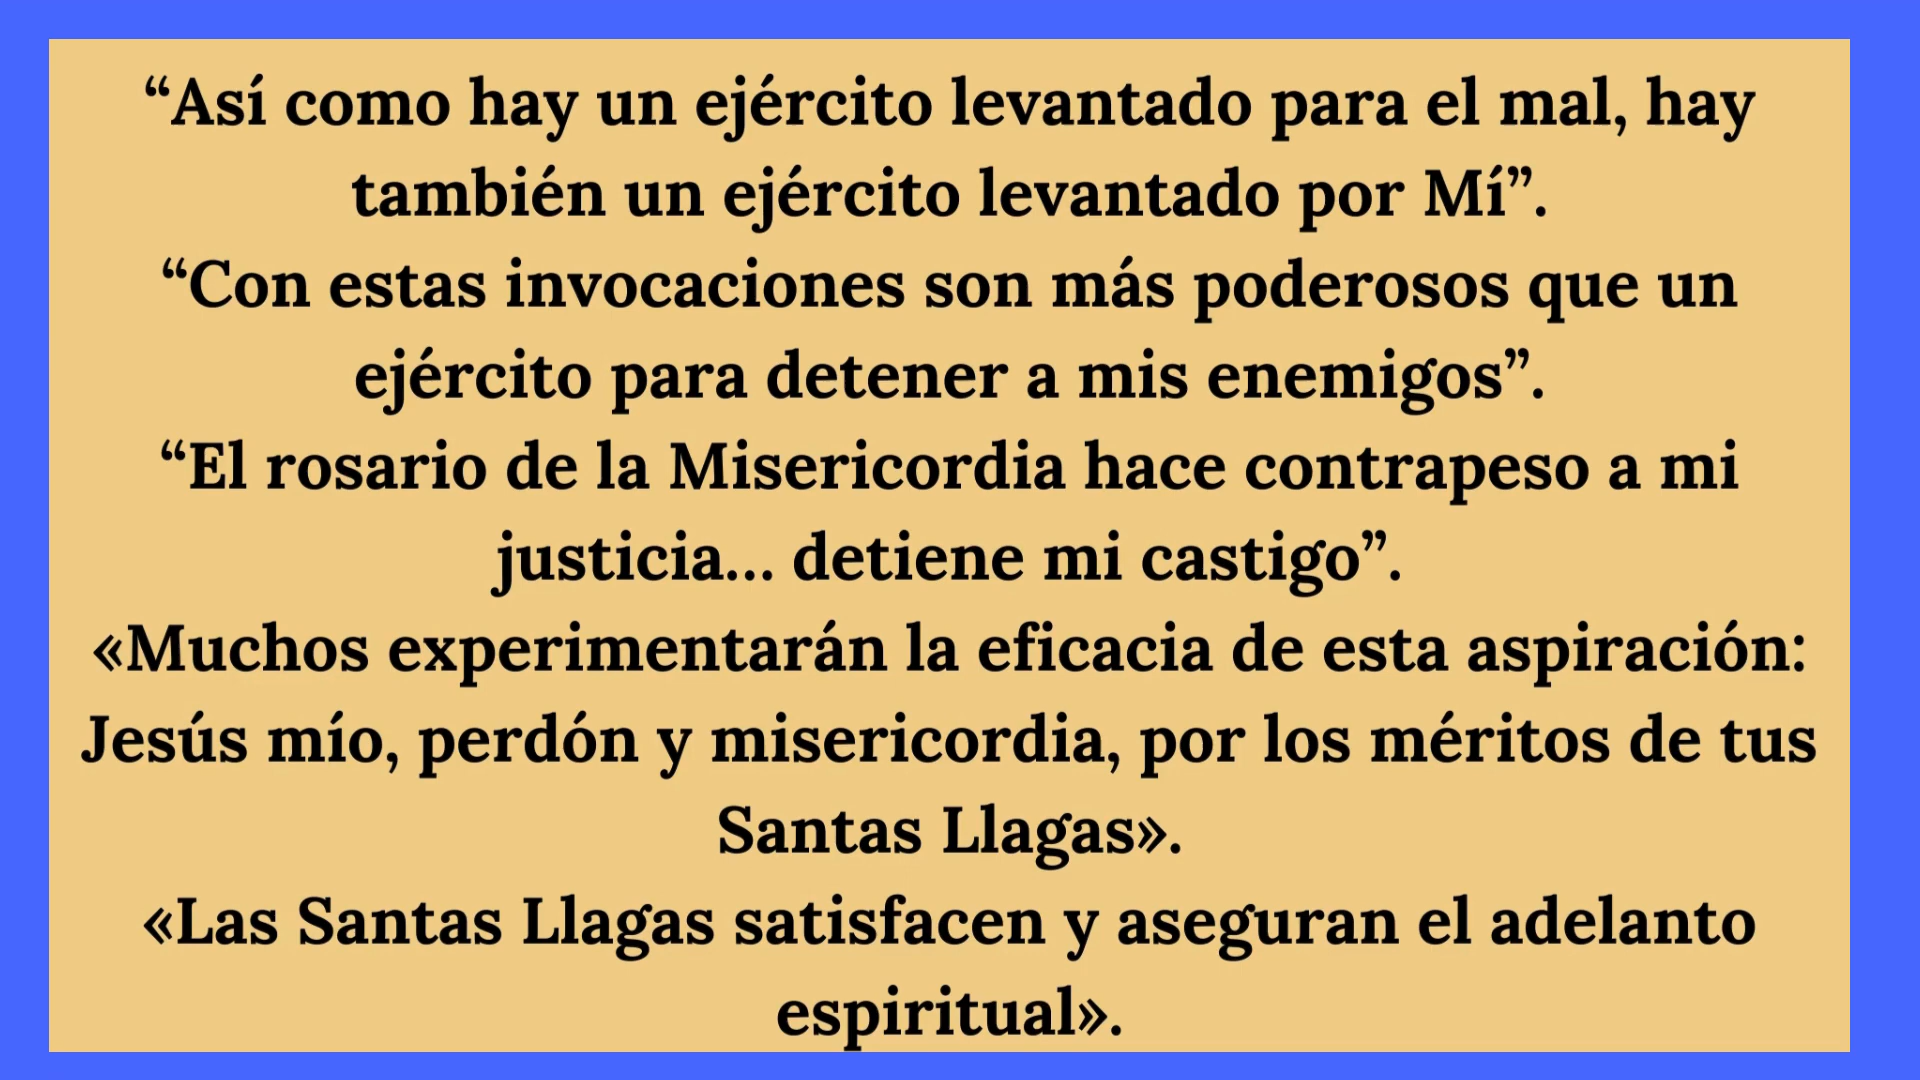 “Así como hay un ejército levantado para el mal, hay
también un ejército levantado por Mí”.
“Con estas invocaciones son más poderosos que un
ejército para detener a mis enemigos”.
“El rosario de la Misericordia hace contrapeso a mi
justicia... detiene mi castigo”.
«Muchos experimentarán la eficacia de esta aspiración:
Jesús mío, perdón y misericordia, por los méritos de tus
Santas Llagas».
«Las Santas Llagas satisfacen y aseguran el adelanto
espiritual».